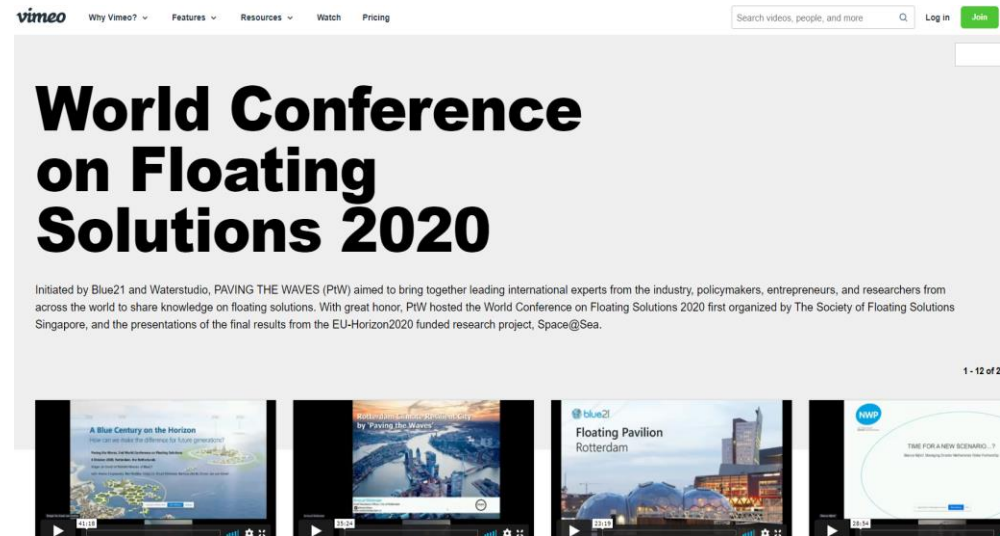 vimeo Why Vimeo? Features Resources Watch Pricing Search videos, people, and more Log in Join
World Conference
on Floating
Solutions 2020
Initiated by Blue21 and Waterstudio, PAVING THE WAVES (PtW) aimed to bring together leading international experts from the industry, policymakers, entrepreneurs, and researchers from
across the world to share knowledge on floating solutions. With great honor, PtW hosted the World Conference on Floating Solutions 2020 first organized by The Society of Floating Solutions
Singapore, and the presentations of the final results from the EU-Horizon2020 funded research project, Space@Sea.
1 - 12 of 2
A Blue Century on the Horizon
How can we make the difference for future generations?
41:18
Rotterdam Climate Resilient City
by 'Paving the Waves'
35:24
blue21
Floating Pavilion
Rotterdam
23:19
NWP
TIME FOR A NEW SCENARIO...?
28:54